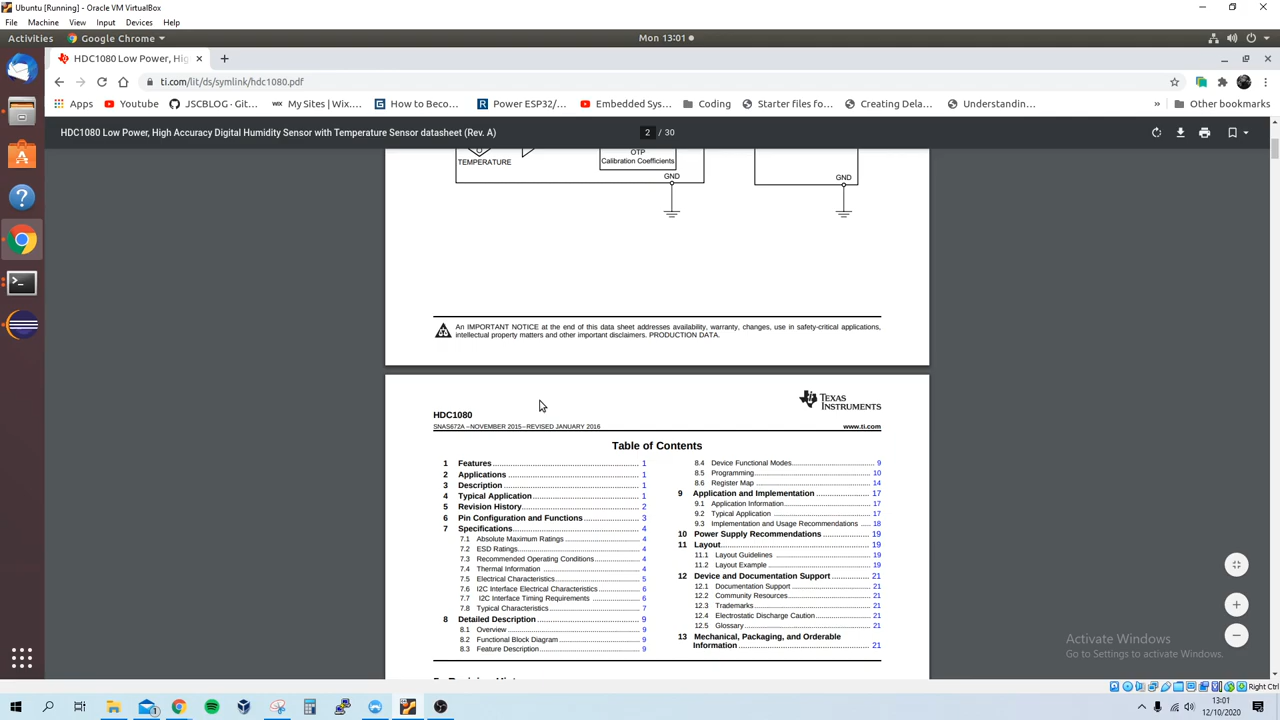 Ubuntu [Running] - Oracle VM VirtualBox
File Machine View Input Devices Help
Activities Google Chrome Mon 13:01
HDC1080 Low Power, Hig
ti.com/lit/ds/symlink/hdc1080.pdf
Apps Youtube JSCBLOG · Git... My Sites | Wix.... How to Beco... Power ESP32/... Embedded Sys... Coding Starter files fo... Creating Dela... Understandin... » Other bookmarks
HDC1080 Low Power, High Accuracy Digital Humidity Sensor with Temperature Sensor datasheet (Rev. A) 2 / 30
TEMPERATURE
OTP
Calibration Coefficients
GND
GND
An IMPORTANT NOTICE at the end of this data sheet addresses availability, warranty, changes, use in safety-critical applications,
intellectual property matters and other important disclaimers. PRODUCTION DATA.
TEXAS
INSTRUMENTS
HDC1080
SNAS672A –NOVEMBER 2015–REVISED JANUARY 2016 www.ti.com
Table of Contents
1 Features 1
2 Applications 1
3 Description 1
4 Typical Application 1
5 Revision History 2
6 Pin Configuration and Functions 3
7 Specifications 4
7.1 Absolute Maximum Ratings 4
7.2 ESD Ratings 4
7.3 Recommended Operating Conditions 4
7.4 Thermal Information 4
7.5 Electrical Characteristics 5
7.6 I2C Interface Electrical Characteristics 6
7.7 I2C Interface Timing Requirements 6
7.8 Typical Characteristics 7
8 Detailed Description 9
8.1 Overview 9
8.2 Functional Block Diagram 9
8.3 Feature Description 9
8.4 Device Functional Modes 9
8.5 Programming 10
8.6 Register Map 14
9 Application and Implementation 17
9.1 Application Information 17
9.2 Typical Application 17
9.3 Implementation and Usage Recommendations 18
10 Power Supply Recommendations 19
11 Layout 19
11.1 Layout Guidelines 19
11.2 Layout Example 19
12 Device and Documentation Support 21
12.1 Documentation Support 21
12.2 Community Resources 21
12.3 Trademarks 21
12.4 Electrostatic Discharge Caution 21
12.5 Glossary 21
13 Mechanical, Packaging, and Orderable
Information 21
Activate Windows
Go to Settings to activate Windows.
Right Ctrl
13:01
12/10/2020